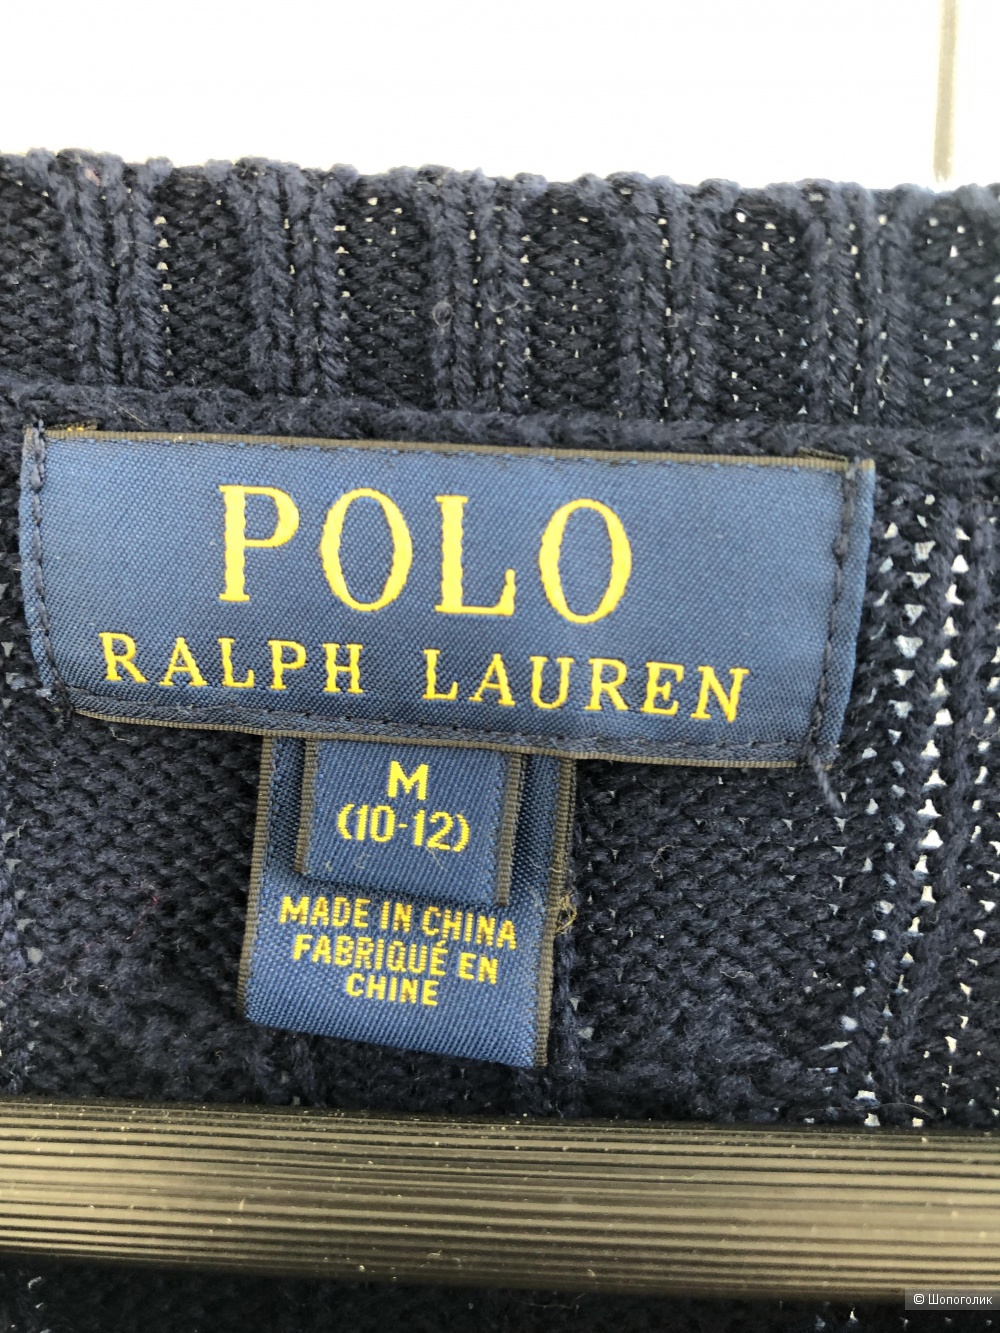 POLO
RALPH LAUREN
M
(10-12)
MADE IN CHINA
FABRIQUÉ EN
CHINE
© Шопоголик